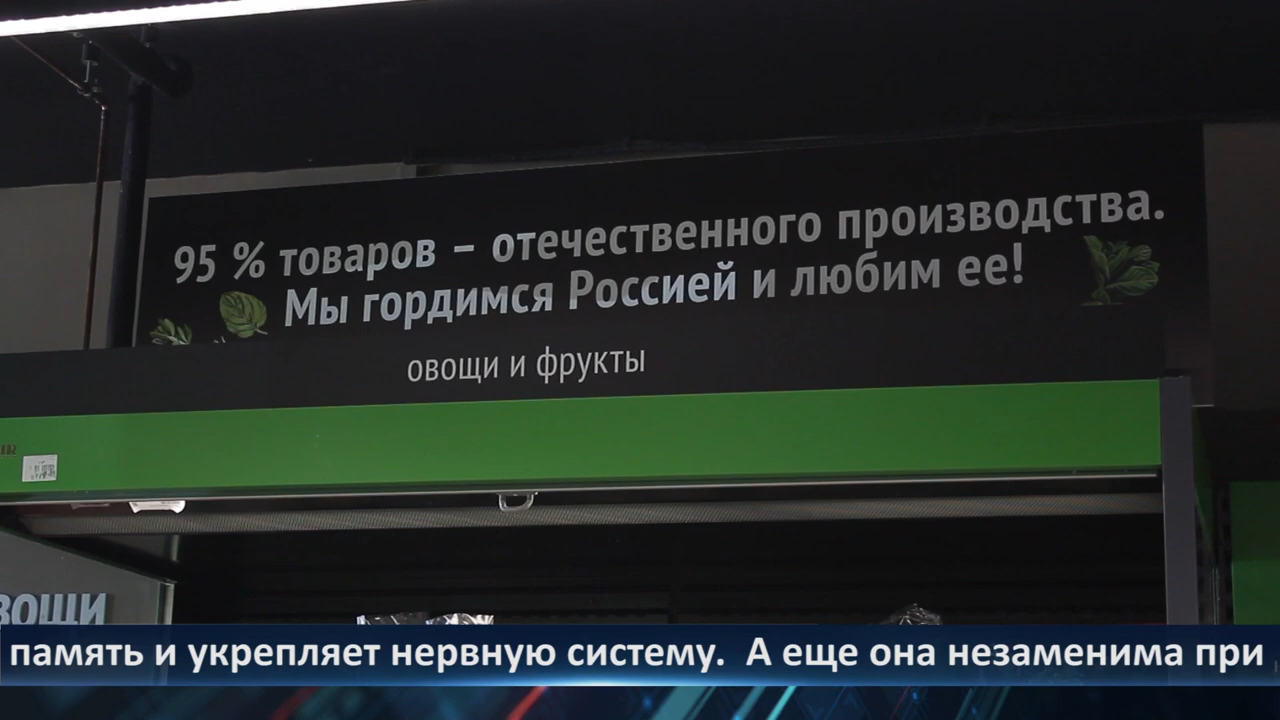 95 % товаров – отечественного производства.
Мы гордимся Россией и любим ее!
овощи и фрукты
вощи
память и укрепляет нервную систему. А еще она незаменима при